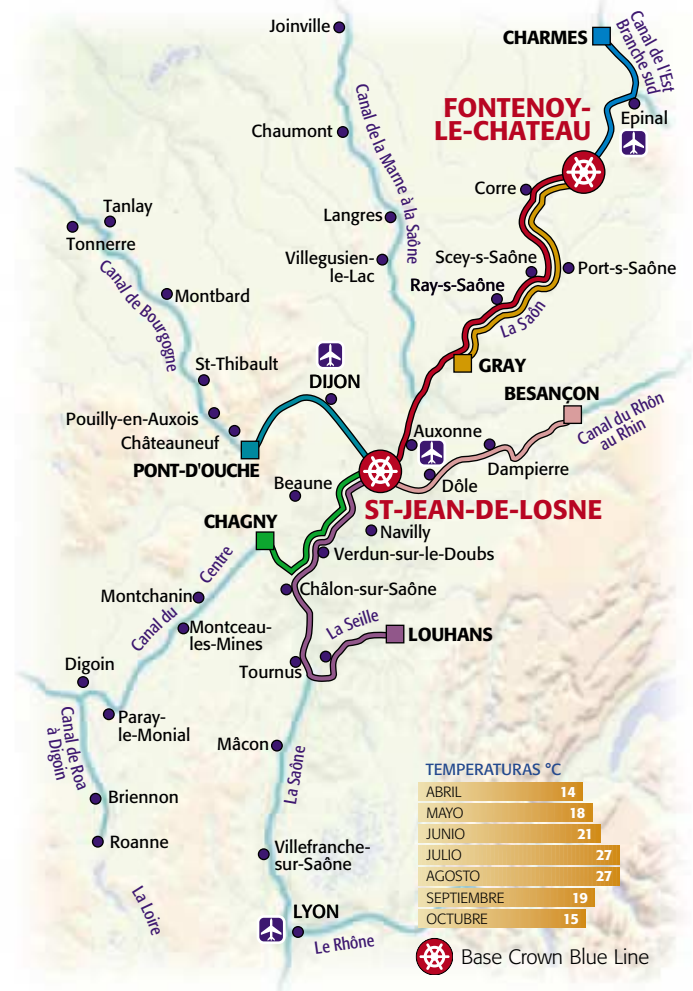 Joinville
CHARMES
Canal de l'Est
Branche sud
FONTENOY-
LE-CHATEAU
Epinal
Chaumont
Canal de la Marne à la Saône
Corre
Tanlay
Tonnerre
Langres
Villegusien-
le-Lac
Scey-s-Saône
Port-s-Saône
Ray-s-Saône
La Saôn
Canal de Bourgogne
Montbard
St-Thibault
DIJON
GRAY
BESANÇON
Canal du Rhôn
au Rhin
Pouilly-en-Auxois
Châteauneuf
PONT-D'OUCHE
Auxonne
Dampierre
Dôle
Beaune
ST-JEAN-DE-LOSNE
CHAGNY
Navilly
Verdun-sur-le-Doubs
Canal du Centre
Montchanin
Châlon-sur-Saône
Montceau-
les-Mines
La Seille
LOUHANS
Digoin
Tournus
Paray-
le-Monial
Canal de Roa
à Digoin
Mâcon
La Saône
Briennon
Roanne
Villefranche-
sur-Saône
La Loire
LYON
Le Rhône
TEMPERATURAS °C
ABRIL 14
MAYO 18
JUNIO 21
JULIO 27
AGOSTO 27
SEPTIEMBRE 19
OCTUBRE 15
Base Crown Blue Line